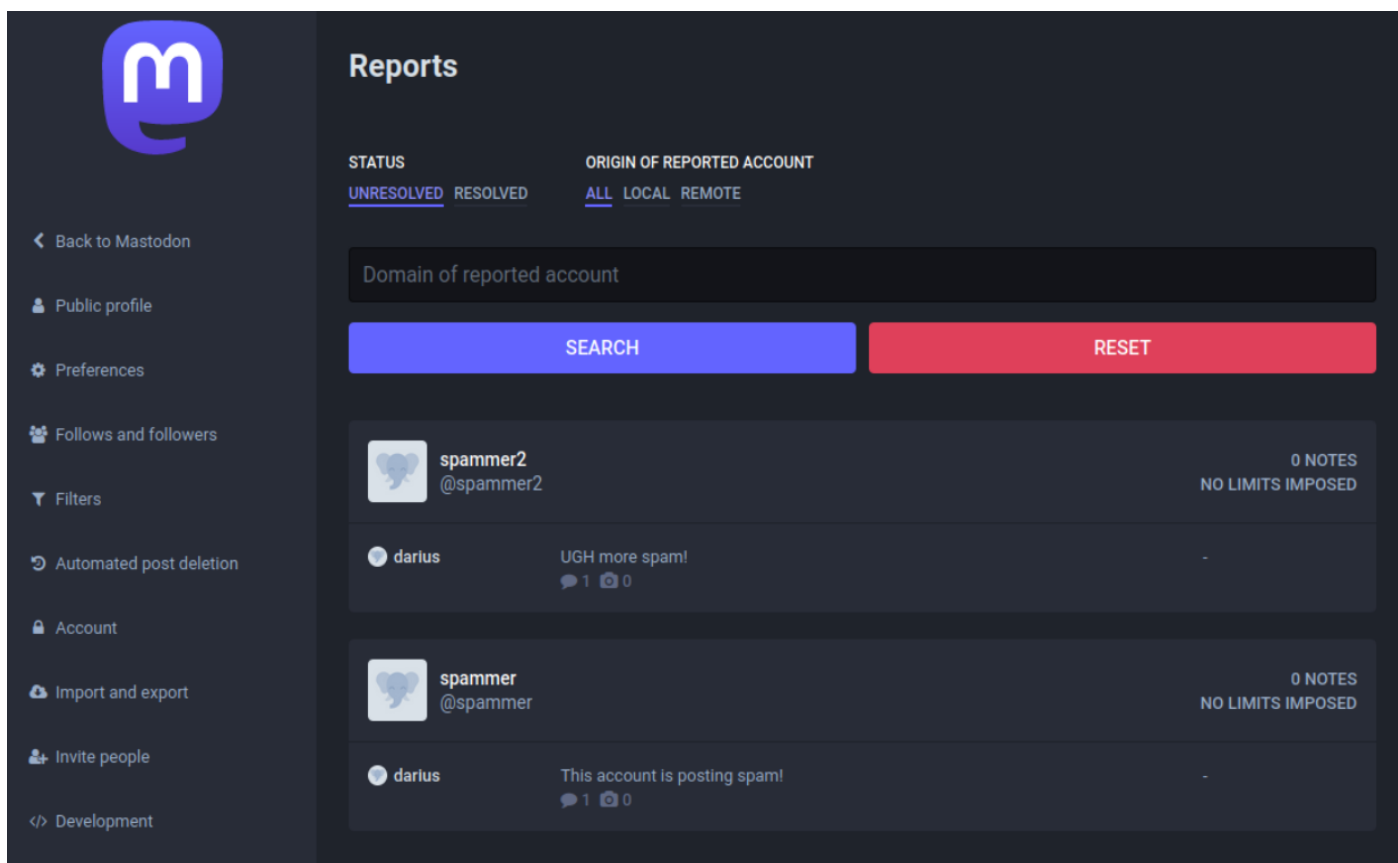 Reports
STATUS
UNRESOLVED RESOLVED
ORIGIN OF REPORTED ACCOUNT
ALL LOCAL REMOTE
Back to Mastodon
Public profile
Preferences
Follows and followers
Filters
Automated post deletion
Account
Import and export
Invite people
</> Development
Domain of reported account
SEARCH
RESET
spammer2
@spammer2
0 NOTES
NO LIMITS IMPOSED
darius
UGH more spam!
1 0
-
spammer
@spammer
0 NOTES
NO LIMITS IMPOSED
darius
This account is posting spam!
1 0
-